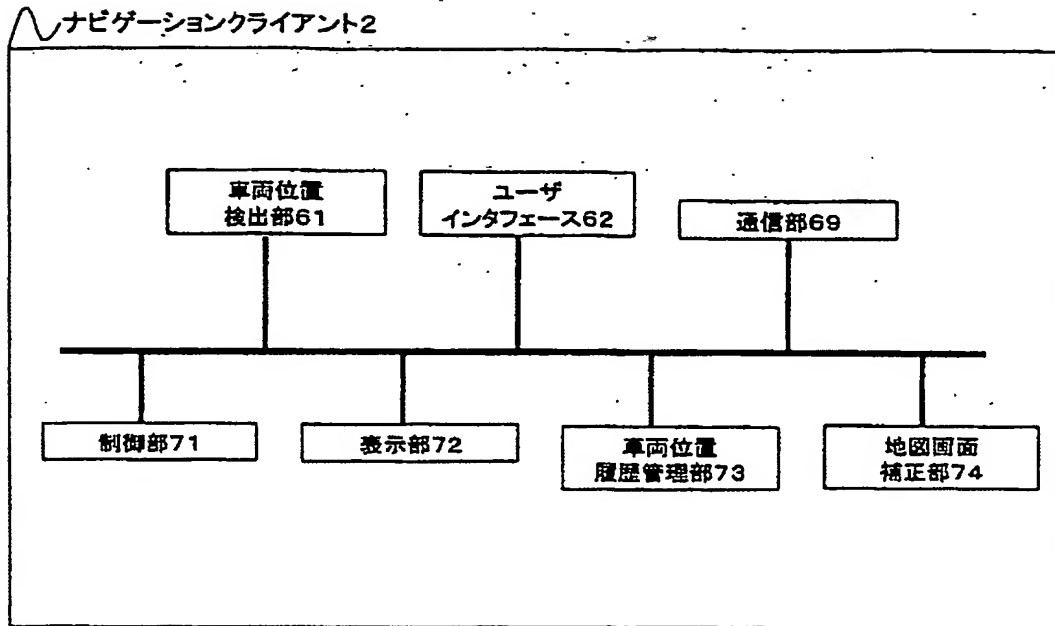 ナビゲーションクライアント2
車両位置
検出部61
ユーザ
インタフェース62
通信部69
制御部71
表示部72
車両位置
履歴管理部73
地図画面
補正部74